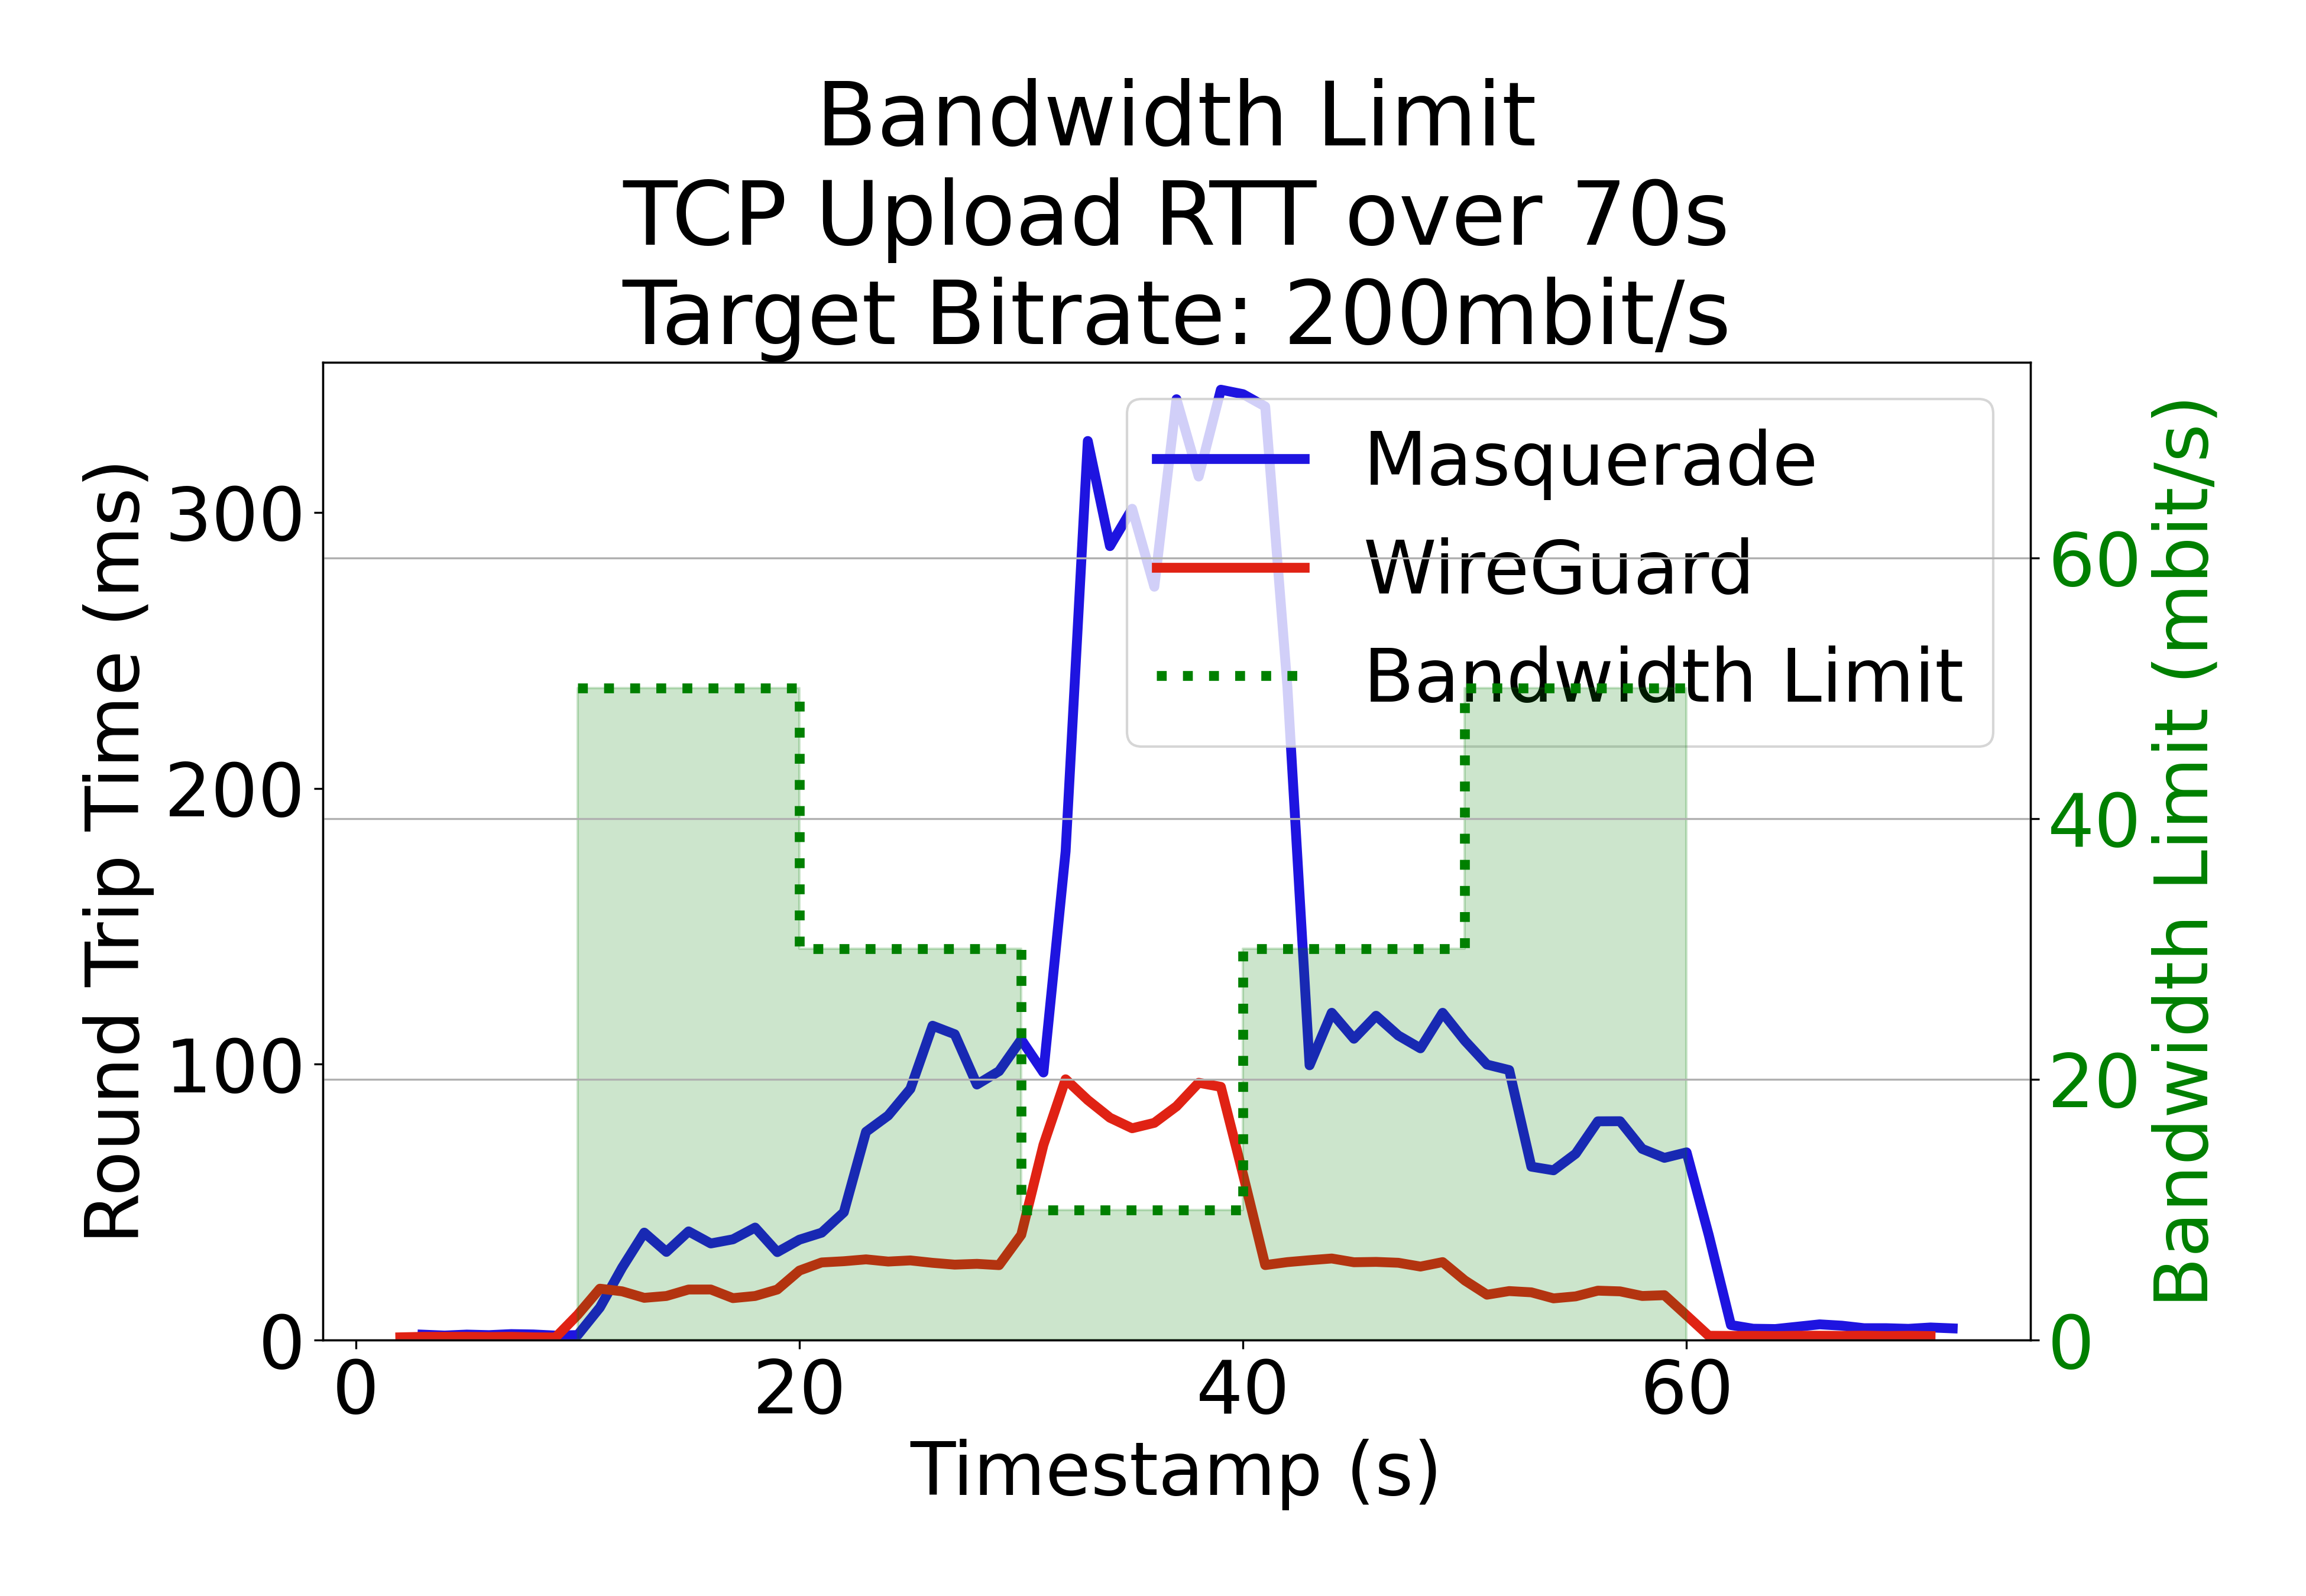 Bandwidth Limit
TCP Upload RTT over 70s
Target Bitrate: 200mbit/s
Round Trip Time (ms)
300
200
100
0
Masquerade
WireGuard
Bandwidth Limit
60
40
20
0
Bandwidth Limit (mbit/s)
0 20 40 60
Timestamp (s)